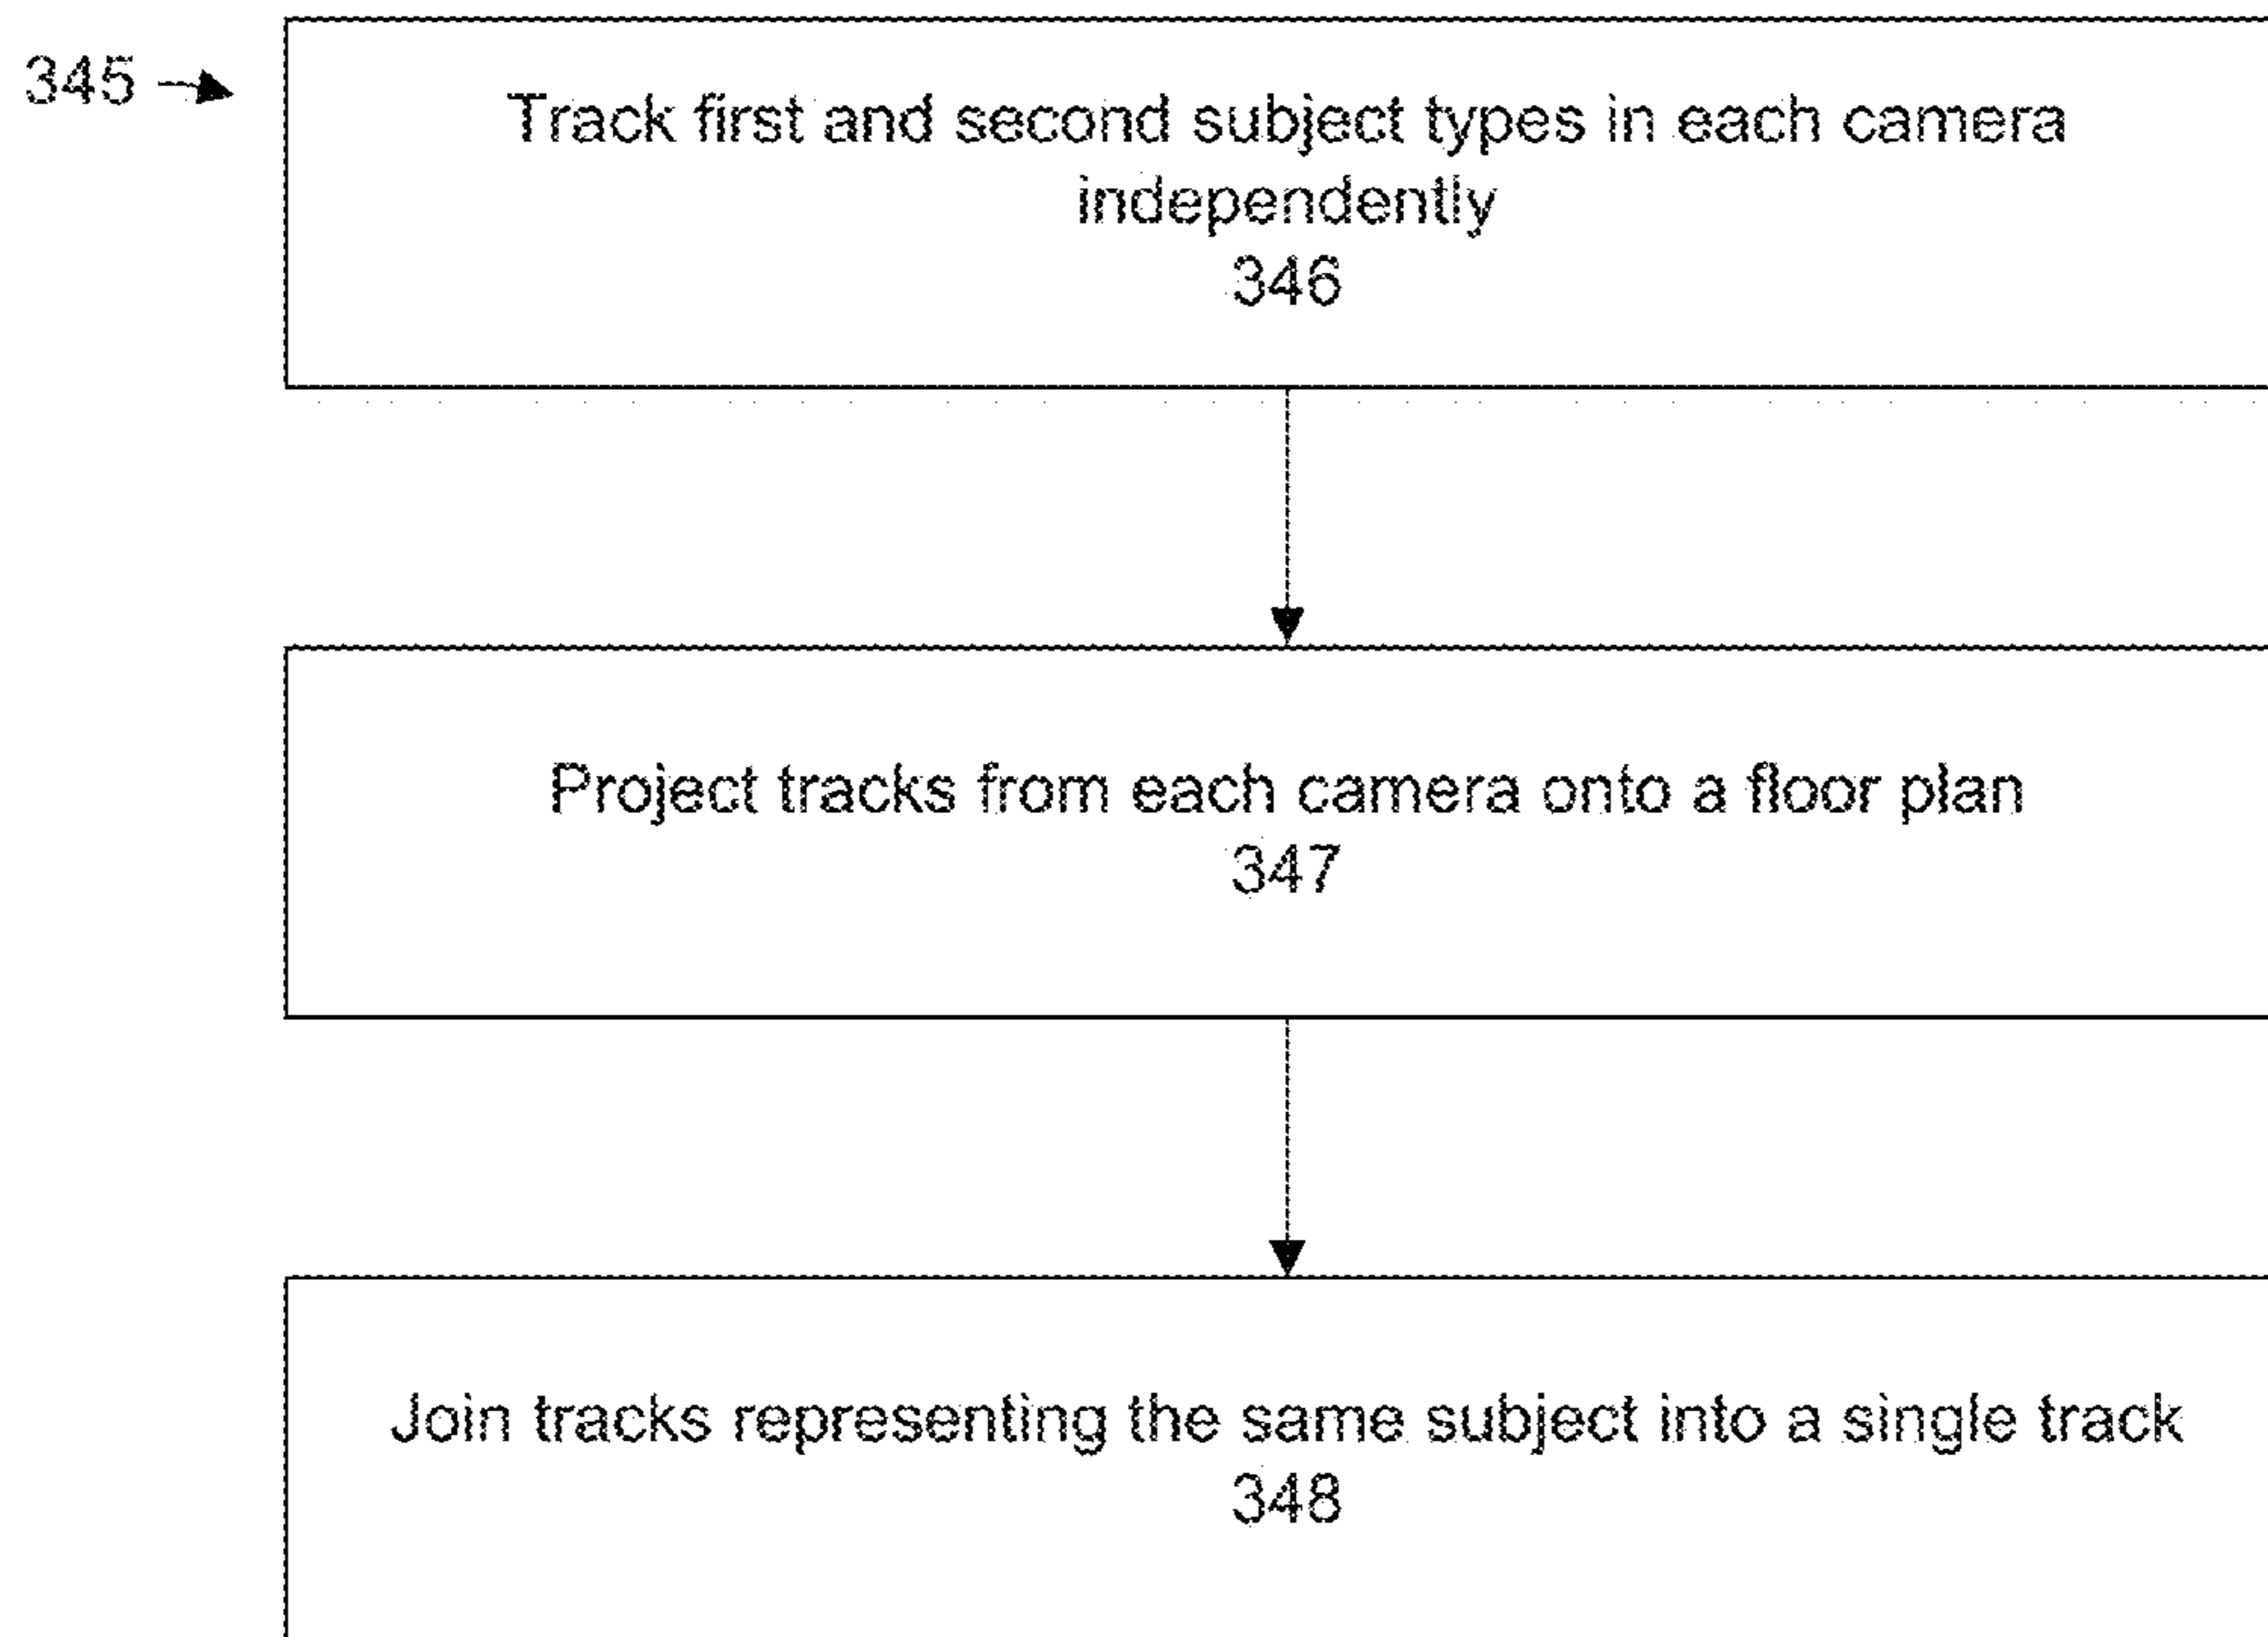 345
Track first and second subject types in each camera
independently
346
Project tracks from each camera onto a floor plan
347
Join tracks representing the same subject into a single track
348